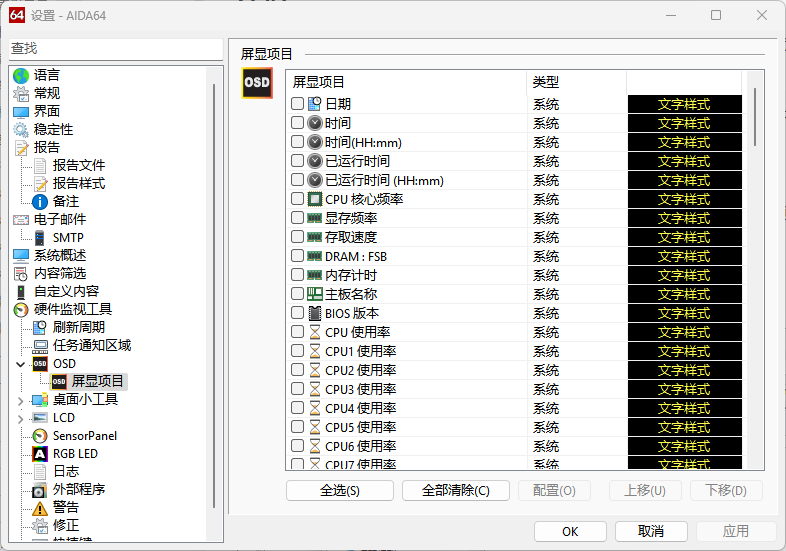 64 设置 - AIDA64
查找
语言
常规
界面
稳定性
报告
报告文件
报告样式
备注
电子邮件
SMTP
系统概述
内容筛选
自定义内容
硬件监视工具
刷新周期
任务通知区域
OSD OSD
OSD 屏显项目
桌面小工具
LCD
SensorPanel
A RGB LED
日志
外部程序
警告
修正
快捷键
屏显项目
OSD
屏显项目 类型
日期 系统 文字样式
时间 系统 文字样式
时间(HH:mm) 系统 文字样式
已运行时间 系统 文字样式
已运行时间 (HH:mm) 系统 文字样式
CPU 核心频率 系统 文字样式
显存频率 系统 文字样式
存取速度 系统 文字样式
DRAM : FSB 系统 文字样式
内存计时 系统 文字样式
主板名称 系统 文字样式
BIOS 版本 系统 文字样式
CPU 使用率 系统 文字样式
CPU1 使用率 系统 文字样式
CPU2 使用率 系统 文字样式
CPU3 使用率 系统 文字样式
CPU4 使用率 系统 文字样式
CPU5 使用率 系统 文字样式
CPU6 使用率 系统 文字样式
CPU7 使用率 系统 文字样式
全选(S) 全部清除(C) 配置(O) 上移(U) 下移(D)
OK 取消 应用